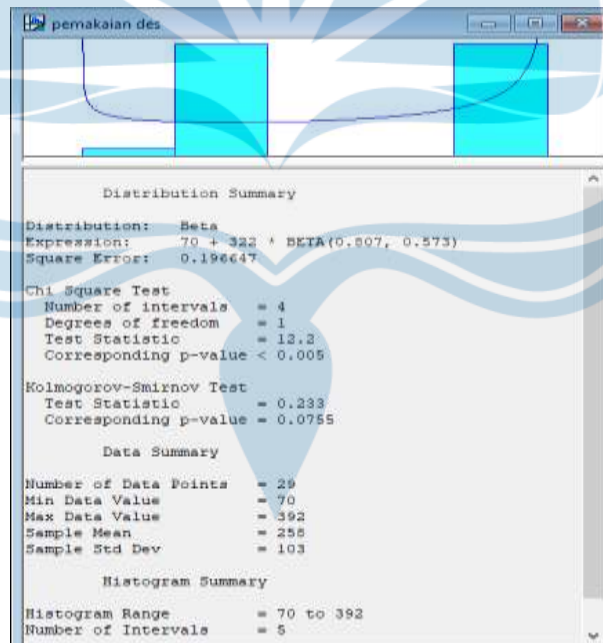 pemakaian des
Distribution Summary
Distribution: Beta
Expression: 70 + 322 * BETA(0.807, 0.573)
Square Error: 0.196647
Chi Square Test
Number of intervals = 4
Degrees of freedom = 1
Test Statistic = 12.2
Corresponding p-value < 0.005
Kolmogorov-Smirnov Test
Test Statistic = 0.233
Corresponding p-value = 0.0755
Data Summary
Number of Data Points = 29
Min Data Value = 70
Max Data Value = 392
Sample Mean = 258
Sample Std Dev = 103
Histogram Summary
Histogram Range = 70 to 392
Number of Intervals = 5